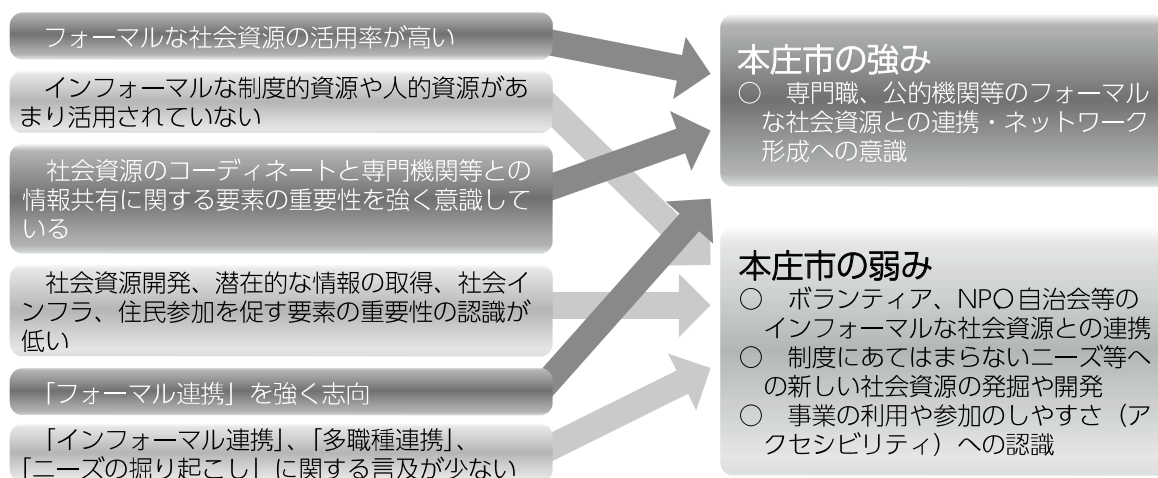 フォーマルな社会資源の活用率が高い
インフォーマルな制度的資源や人的資源があ
まり活用されていない
社会資源のコーディネートと専門機関等との
情報共有に関する要素の重要性を強く意識して
いる
社会資源開発、潜在的な情報の取得、社会イ
ンフラ、住民参加を促す要素の重要性の認識が
低い
「フォーマル連携」を強く志向
「インフォーマル連携」、「多職種連携」、
「ニーズの掘り起こし」に関する言及が少ない
本庄市の強み
○ 専門職、公的機関等のフォーマル
な社会資源との連携・ネットワーク
形成への意識
本庄市の弱み
○ ボランティア、NPO自治会等の
インフォーマルな社会資源との連携
○ 制度にあてはまらないニーズ等へ
の新しい社会資源の発掘や開発
○ 事業の利用や参加のしやすさ（ア
クセシビリティ）への認識